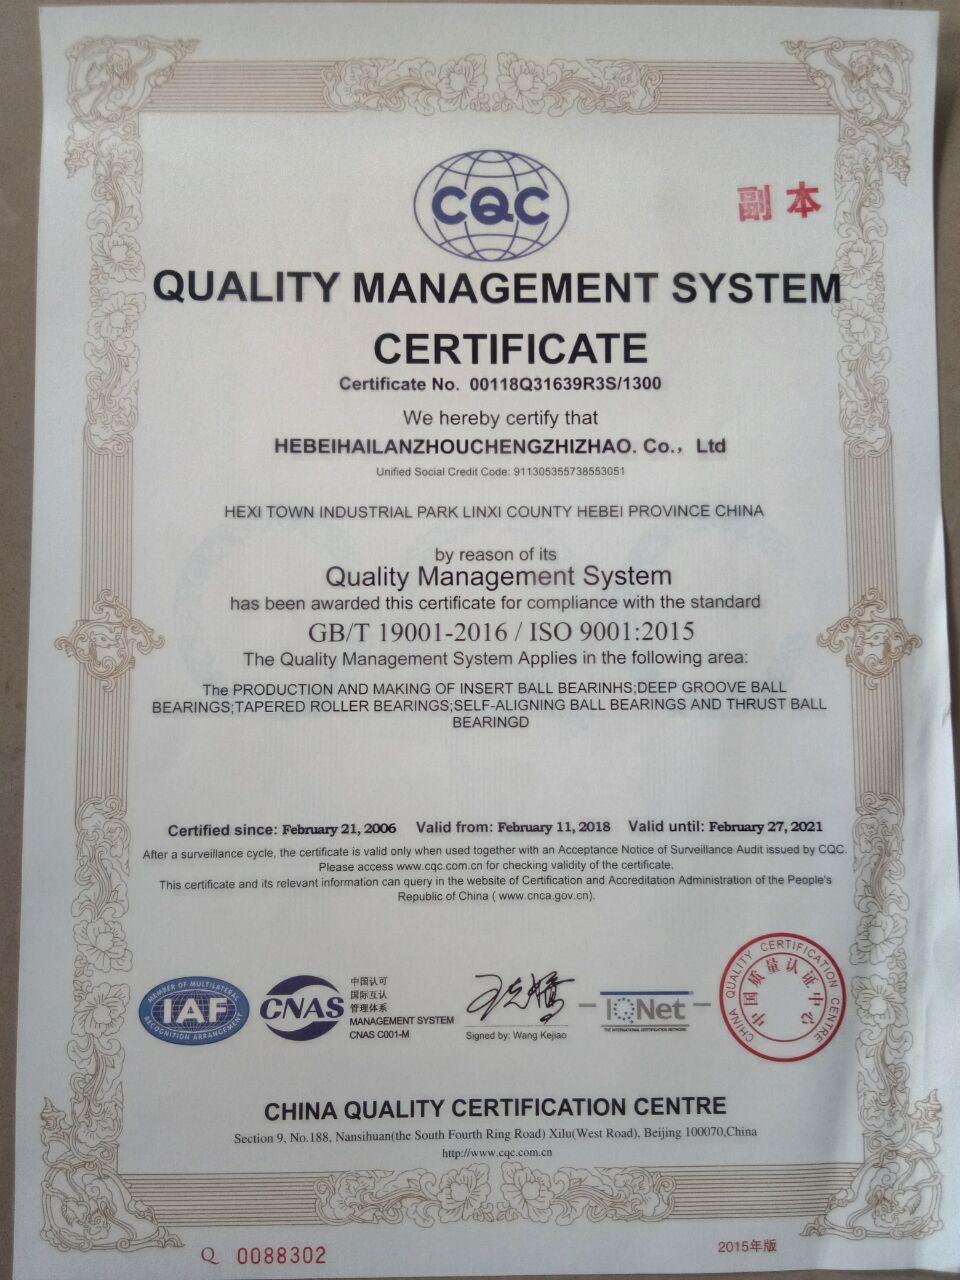 CQC
副本
QUALITY MANAGEMENT SYSTEM
CERTIFICATE
Certificate No. 00118Q31639R3S/1300
We hereby certify that
HEBEIHAILANZHOUCHENGZHIZHAO. Co., Ltd
Unified Social Credit Code: 911305355738553051
HEXI TOWN INDUSTRIAL PARK LINXI COUNTY HEBEI PROVINCE CHINA
by reason of its
Quality Management System
has been awarded this certificate for compliance with the standard
GB/T 19001-2016 / ISO 9001:2015
The Quality Management System Applies in the following area:
The PRODUCTION AND MAKING OF INSERT BALL BEARINHS;DEEP GROOVE BALL
BEARINGS;TAPERED ROLLER BEARINGS;SELF-ALIGNING BALL BEARINGS AND THRUST BALL
BEARINGD
Certified since: February 21, 2006 Valid from: February 11, 2018 Valid until: February 27, 2021
After a surveillance cycle, the certificate is valid only when used together with an Acceptance Notice of Surveillance Audit issued by CQC.
Please access www.cqc.com.cn for checking validity of the certificate.
This certificate and its relevant information can query in the website of Certification and Accreditation Administration of the People's
Republic of China ( www.cnca.gov.cn).
MEMBER OF MULTILATERAL
IAF
RECOGNITION ARRANGEMENT
CNAS
中国认可
国际互认
管理体系
MANAGEMENT SYSTEM
CNAS C001-M
Signed by: Wang Kejiao
IQNet
THE INTERNATIONAL CERTIFICATION NETWORK
CHINA QUALITY CERTIFICATION CENTRE
中国质量认证中心
CHINA QUALITY CERTIFICATION CENTRE
Section 9, No.188, Nansihuan(the South Fourth Ring Road) Xilu(West Road), Beijing 100070,China
http://www.cqc.com.cn
Q 0088302
2015年版